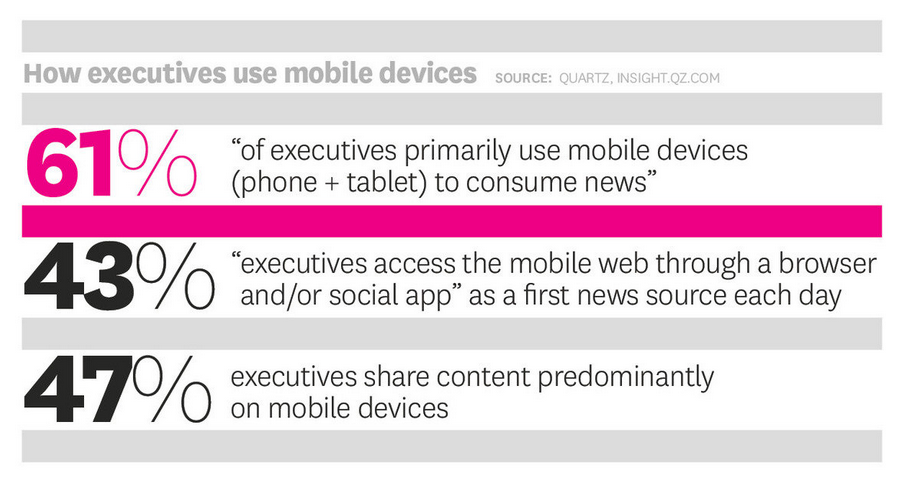 How executives use mobile devices SOURCE: QUARTZ, INSIGHT.QZ.COM
61% “of executives primarily use mobile devices
(phone + tablet) to consume news”
43% “executives access the mobile web through a browser
and/or social app” as a first news source each day
47% executives share content predominantly
on mobile devices